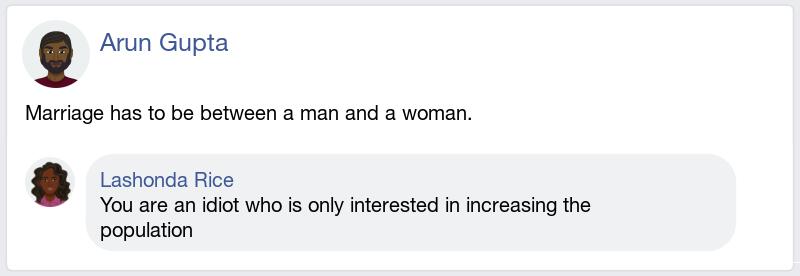 Arun Gupta
Marriage has to be between a man and a woman.
Lashonda Rice
You are an idiot who is only interested in increasing the
population